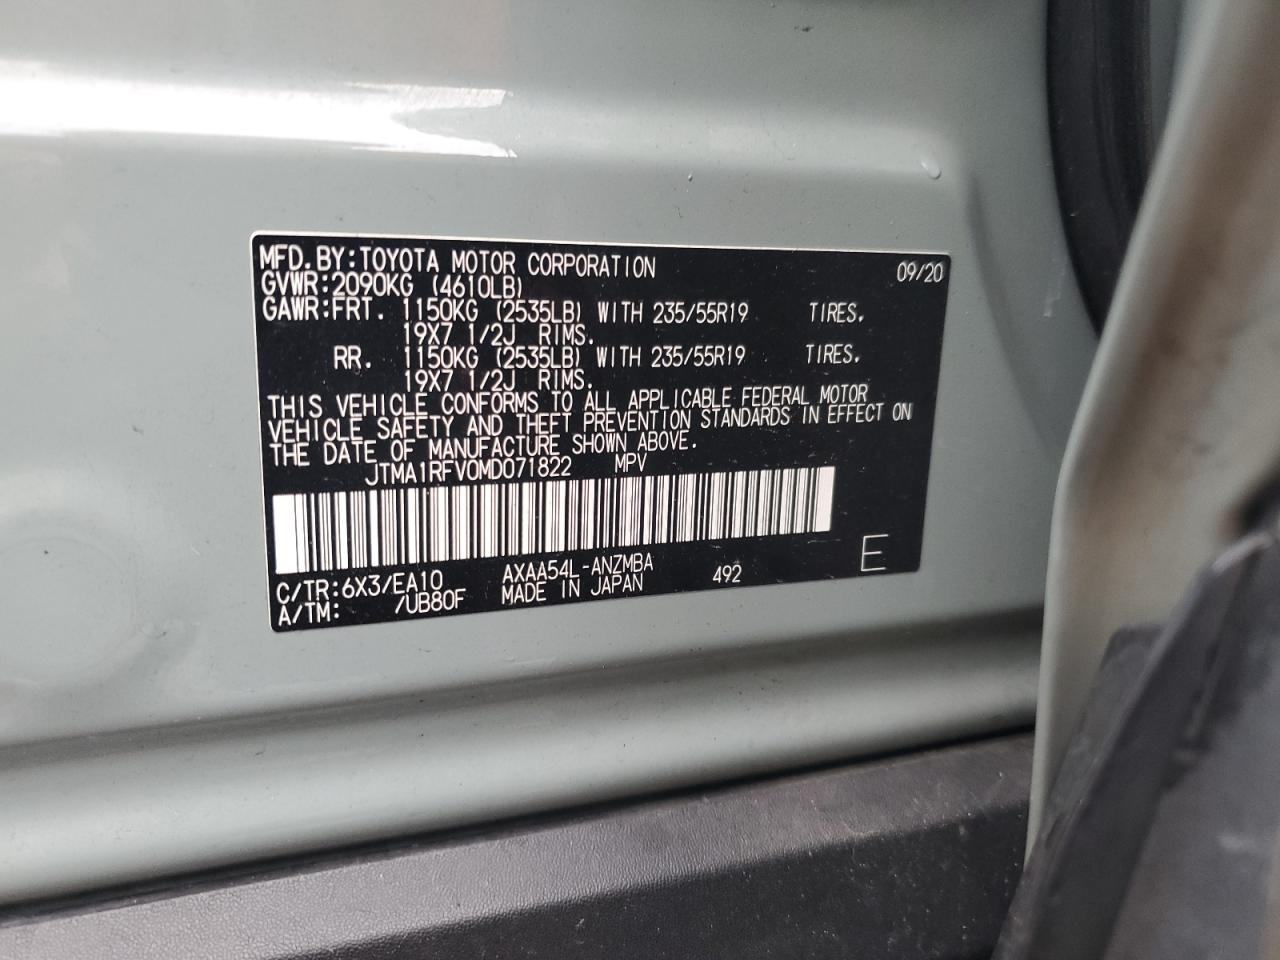 MFD.BY:TOYOTA MOTOR CORPORATION 09/20
GVWR:2090KG (4610LB)
GAWR:FRT. 1150KG (2535LB) WITH 235/55R19 TIRES.
19X7 1/2J RIMS.
RR. 1150KG (2535LB) WITH 235/55R19 TIRES.
19X7 1/2J RIMS.
THIS VEHICLE CONFORMS TO ALL APPLICABLE FEDERAL MOTOR
VEHICLE SAFETY AND THEFT PREVENTION STANDARDS IN EFFECT ON
THE DATE OF MANUFACTURE SHOWN ABOVE.
JTMA1RFV0MD071822 MPV
C/TR:6X3/EA10 AXAA54L-ANZMBA 492 E
A/TM: /UB80F MADE IN JAPAN